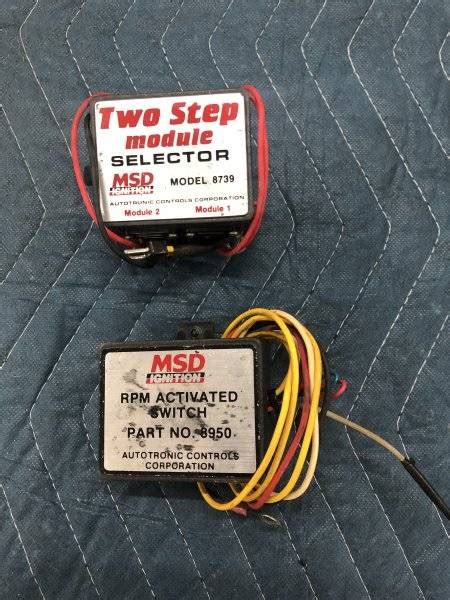 Two Step
module
SELECTOR
MSD MODEL 8739
IGNITION
AUTOTRONIC CONTROLS CORPORATION
Module 2 Module 1
MSD
IGNITION
RPM ACTIVATED
SWITCH
PART NO. 8950
AUTOTRONIC CONTROLS
CORPORATION